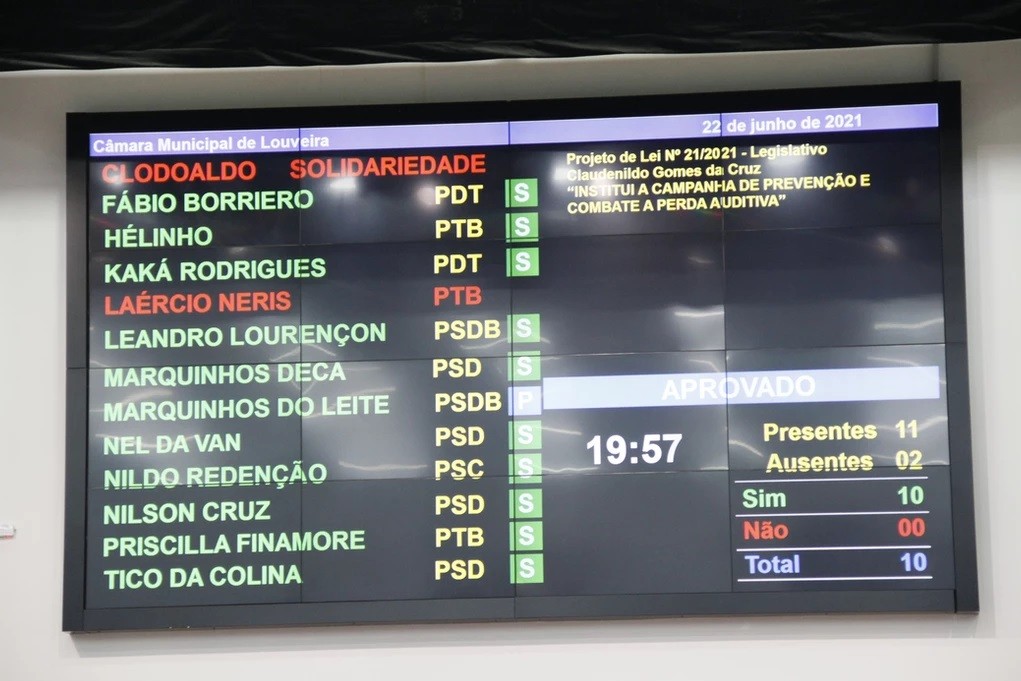 Câmara Municipal de Louveira 22 de junho de 2021
CLODOALDO SOLIDARIEDADE
FÁBIO BORRIERO PDT S
HÉLINHO PTB S
KAKÁ RODRIGUES PDT S
LAÉRCIO NERIS PTB
LEANDRO LOURENÇON PSDB S
MARQUINHOS DECA PSD S
MARQUINHOS DO LEITE PSDB P
NEL DA VAN PSD S
NILDO REDENÇÃO PSC S
NILSON CRUZ PSD S
PRISCILLA FINAMORE PTB S
TICO DA COLINA PSD S
Projeto de Lei Nº 21/2021 - Legislativo
Claudenildo Gomes da Cruz
“INSTITUI A CAMPANHA DE PREVENÇÃO E
COMBATE A PERDA AUDITIVA”
APROVADO
19:57
Presentes 11
Ausentes 02
Sim 10
Não 00
Total 10